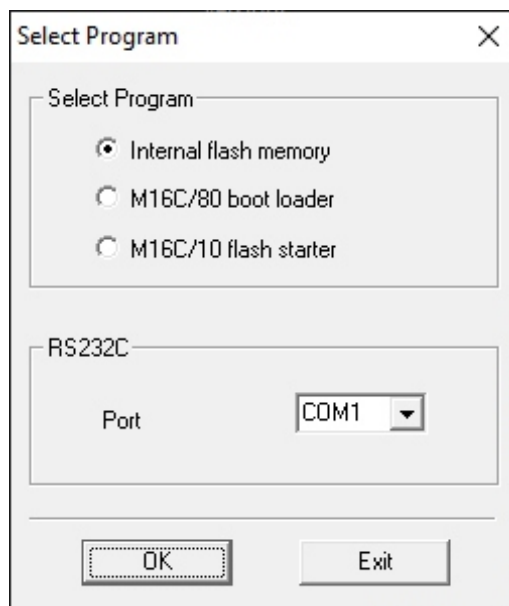 Select Program
Select Program
Internal flash memory
M16C/80 boot loader
M16C/10 flash starter
RS232C
Port
COM1
OK
Exit